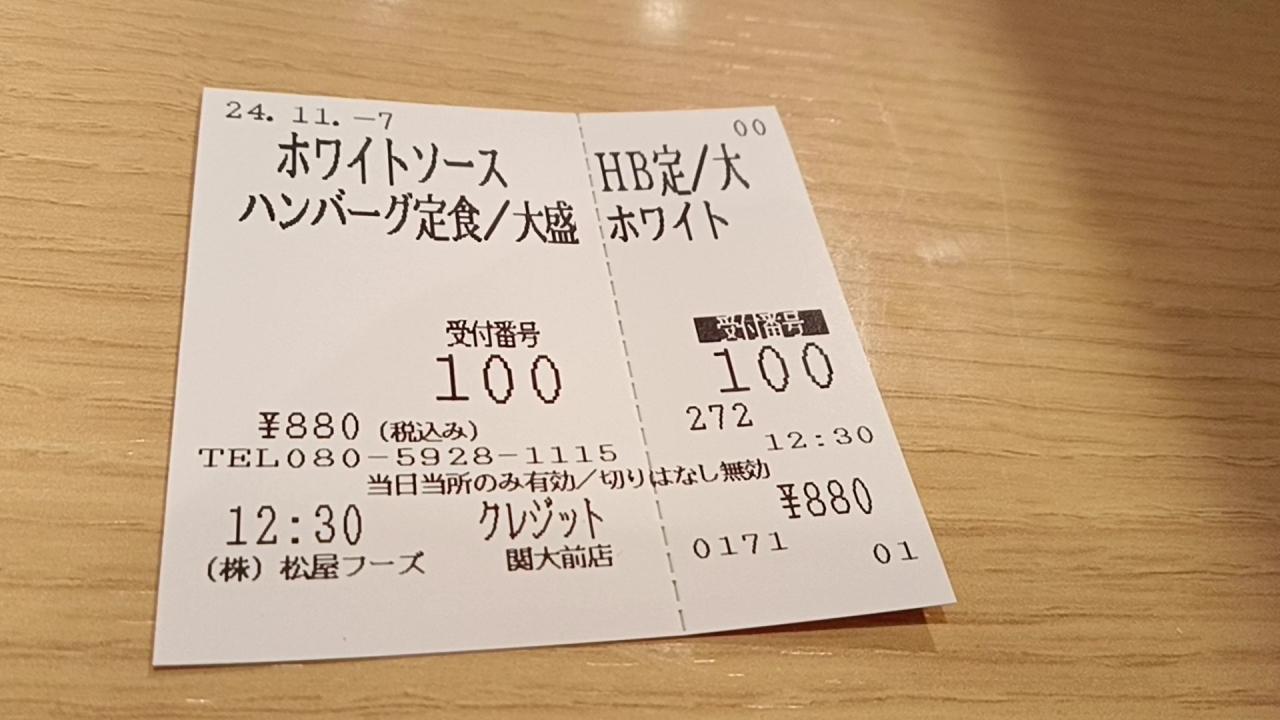 24.11.-7
ホワイトソース
ハンバーグ定食/大盛
受付番号
100
¥880(税込み)
TEL080-5928-1115
当日当所のみ有効/切りはなし無効
12:30 クレジット
(株)松屋フーズ 関大前店
00
HB定/大
ホワイト
受付番号
100
272
12:30
¥880
0171 01